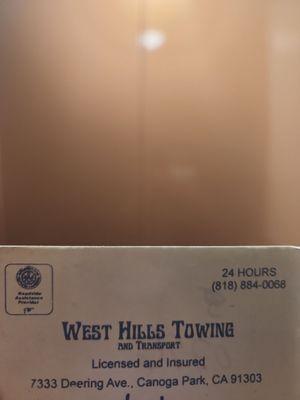 24 HOURS
(818) 884-0068
Roadside
Assistance
Provider
WEST HILLS TOWING
AND TRANSPORT
Licensed and Insured
7333 Deering Ave., Canoga Park, CA 91303